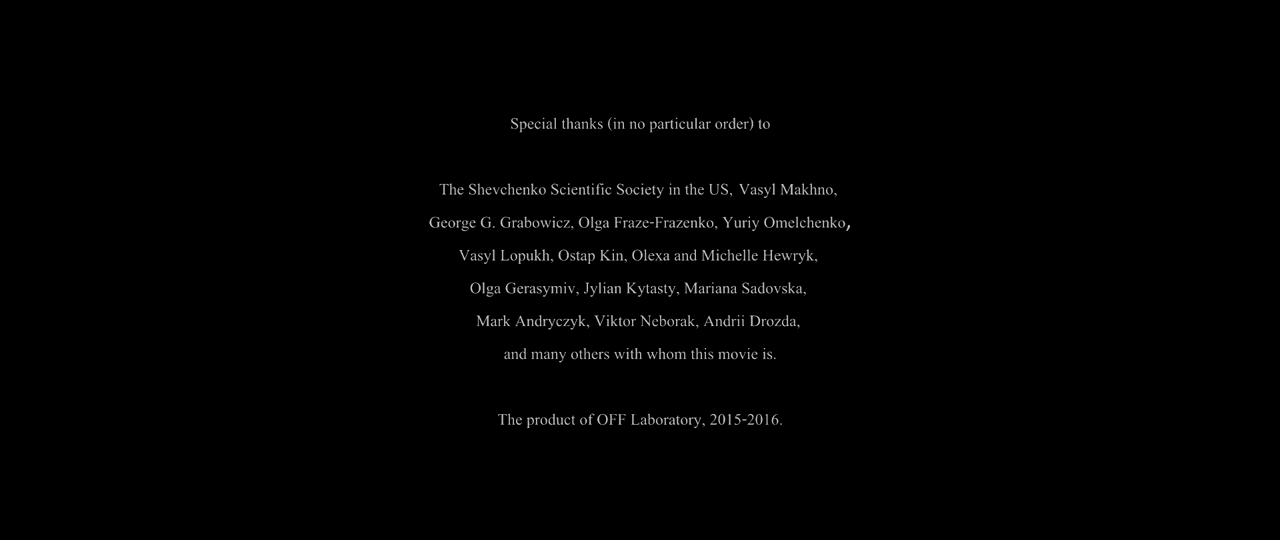 Special thanks (in no particular order) to
The Shevchenko Scientific Society in the US, Vasyl Makhno,
George G. Grabowicz, Olga Fraze-Frazenko, Yuriy Omelchenko,
Vasyl Lopukh, Ostap Kin, Olexa and Michelle Hewryk,
Olga Gerasymiv, Jylian Kytasty, Mariana Sadovska,
Mark Andryczyk, Viktor Neborak, Andrii Drozda,
and many others with whom this movie is.
The product of OFF Laboratory, 2015-2016.